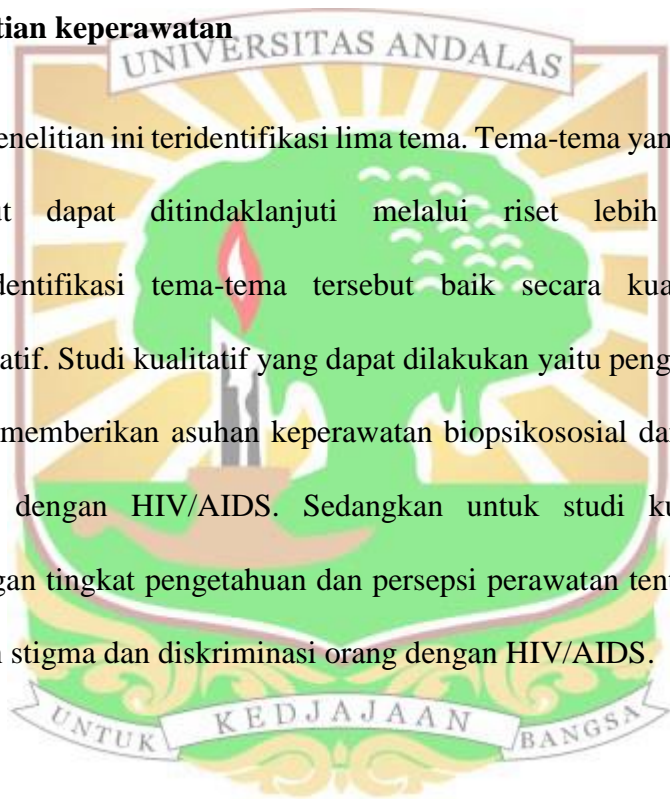 tian keperawatan
UNIVERSITAS ANDALAS
enelitian ini teridentifikasi lima tema. Tema-tema yan
ut dapat ditindaklanjuti melalui riset lebih
dentifikasi tema-tema tersebut baik secara kua
atif. Studi kualitatif yang dapat dilakukan yaitu peng
memberikan asuhan keperawatan biopsikososial da
dengan HIV/AIDS. Sedangkan untuk studi ku
gan tingkat pengetahuan dan persepsi perawatan tent
n stigma dan diskriminasi orang dengan HIV/AIDS.
UNTUK KEDJAJAAN BANGSA